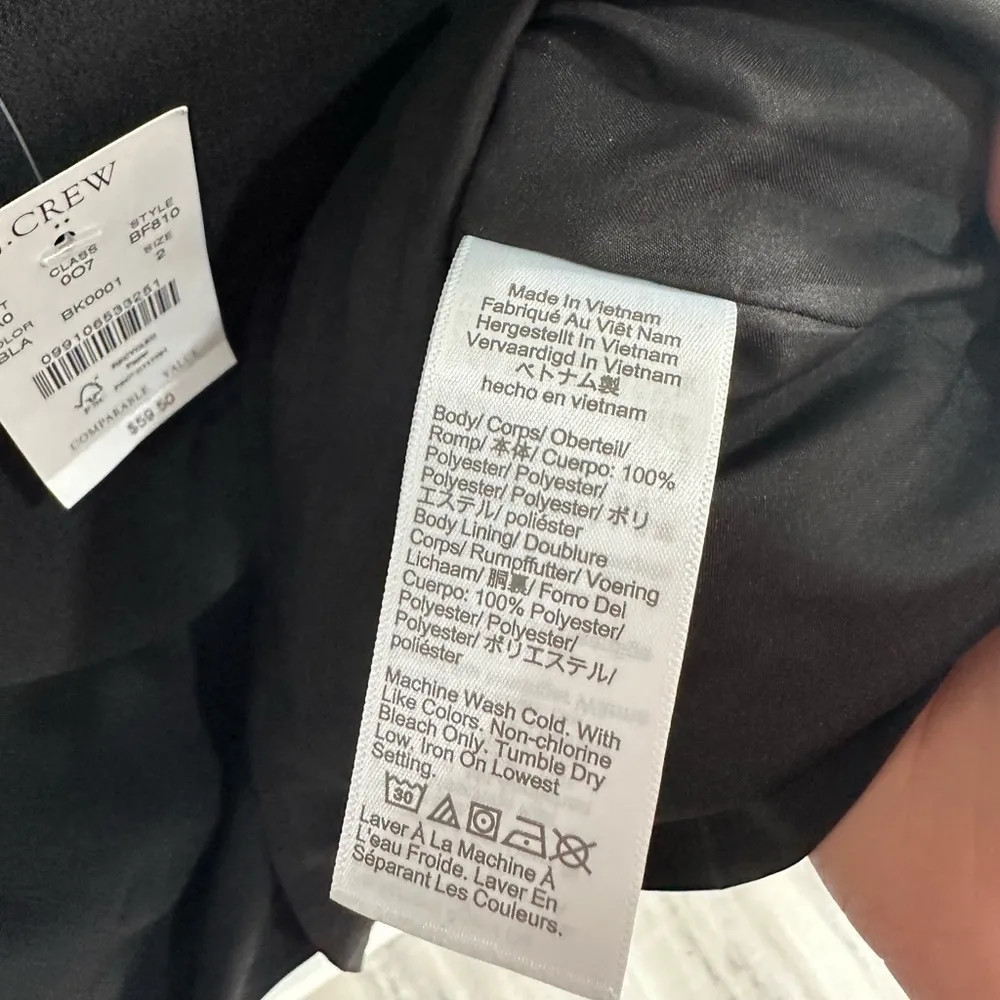 J.CREW
STYLE
BF810
CLASS
007
SIZE
2
COLOR
BLA
BK0001
099106533251
RECYCLED
FSC
COMPARABLE VALUE
$59.50
Made In Vietnam
Fabriqué Au Viêt Nam
Hergestellt In Vietnam
Vervaardigd In Vietnam
ベトナム製
hecho en vietnam
Body/ Corps/ Oberteil/
Romp/ 本体/ Cuerpo: 100%
Polyester/ Polyester/
Polyester/ Polyester/ ポリ
エステル/ poliéster
Body Lining/ Doublure
Corps/ Rumpffutter/ Voering
Lichaam/ 胴裏/ Forro Del
Cuerpo: 100% Polyester/
Polyester/ Polyester/
Polyester/ ポリエステル/
poliéster
Machine Wash Cold. With
Like Colors. Non-chlorine
Bleach Only. Tumble Dry
Low. Iron On Lowest
Setting.
30
Laver À La Machine À
L'eau Froide. Laver En
Séparant Les Couleurs.